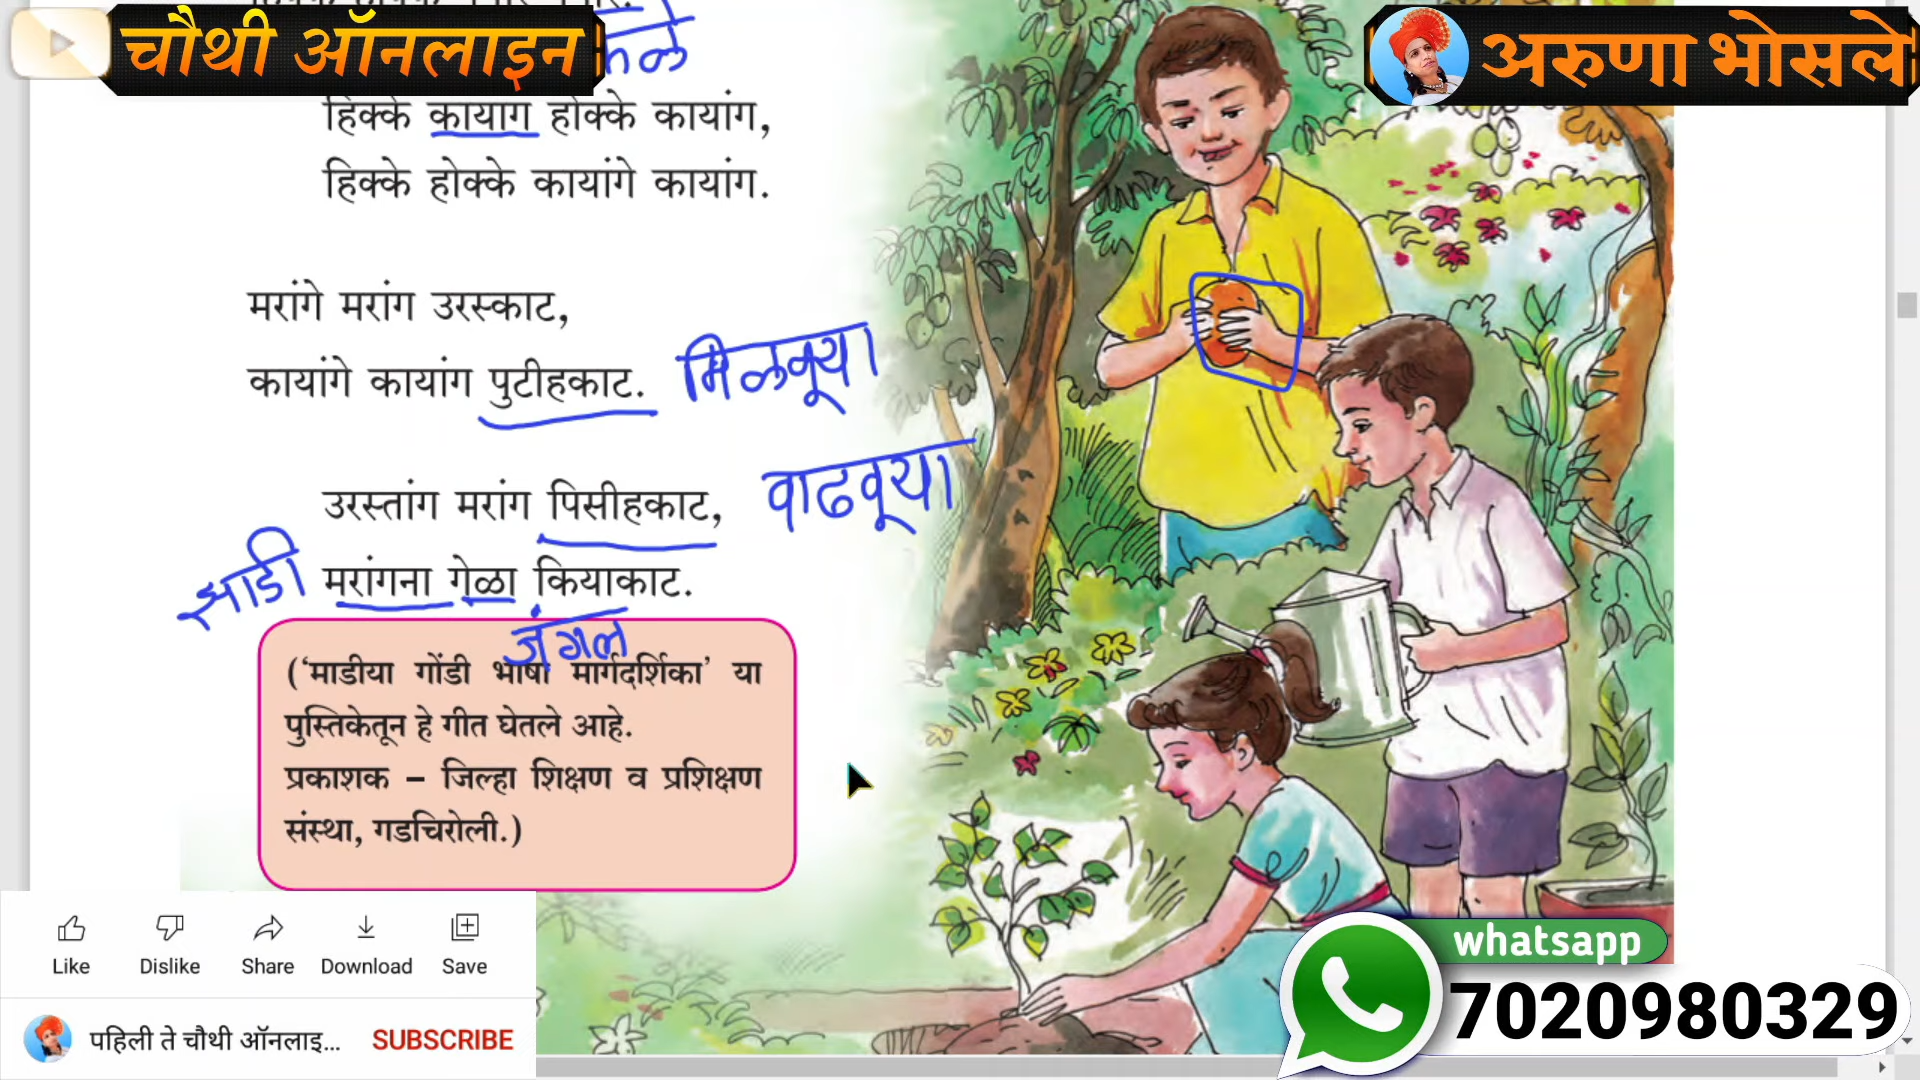 चौथी ऑनलाइन
अरुणा भोसले
हिक्के कायांग होक्के कायांग,
हिक्के होक्के कायांगे कायांग.
मरांगे मरांग उरस्काट,
कायांगे कायांग पुटीहकाट. मिळवूया
उरस्तांग मरांग पिसीहकाट, वाढवूया
झाडी मरांगना गेळा कियाकाट.
जंगल
('माडीया गोंडी भाषा मार्गदर्शिका' या
पुस्तिकेतून हे गीत घेतले आहे.
प्रकाशक – जिल्हा शिक्षण व प्रशिक्षण
संस्था, गडचिरोली.)
Like Dislike Share Download Save
पहिली ते चौथी ऑनलाइ... SUBSCRIBE
whatsapp
7020980329